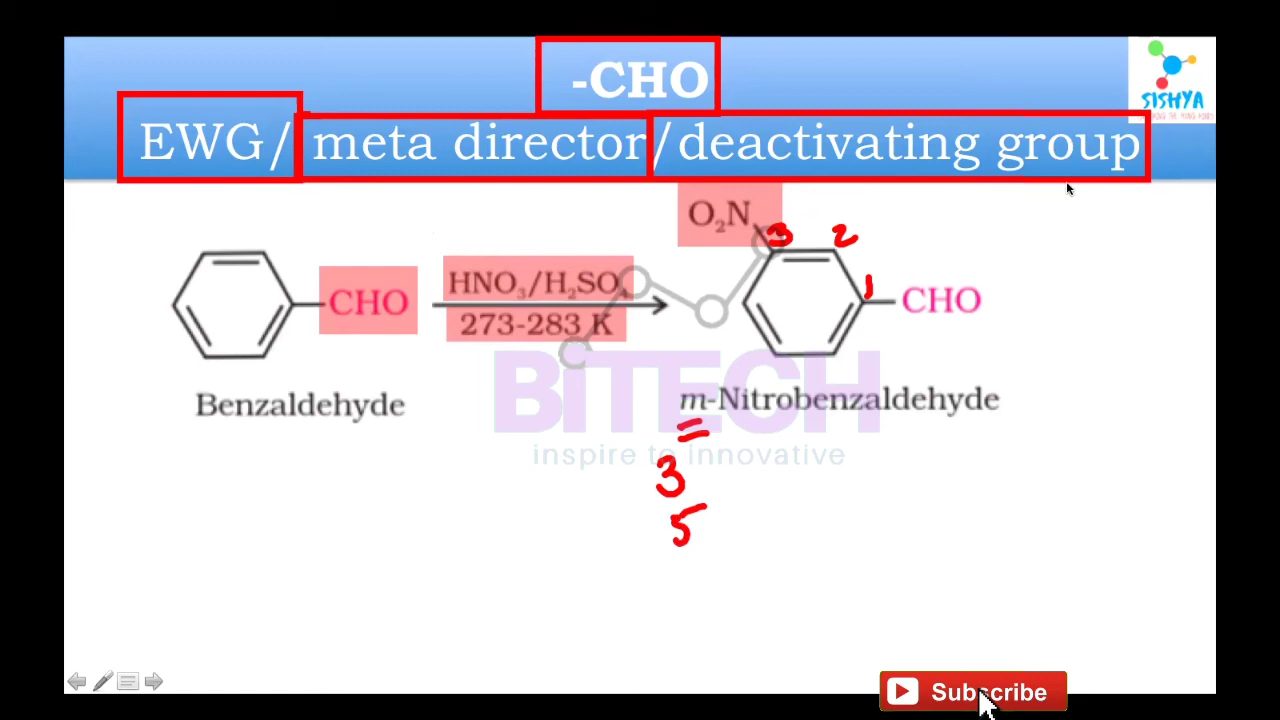 -CHO
EWG/ meta director/deactivating group
SISHYA
O₂N
3 2
1
CHO
HNO₃/H₂SO₄
273-283 K
CHO
Benzaldehyde
m-Nitrobenzaldehyde
BiTECH
inspire to innovative
3
5
Subscribe